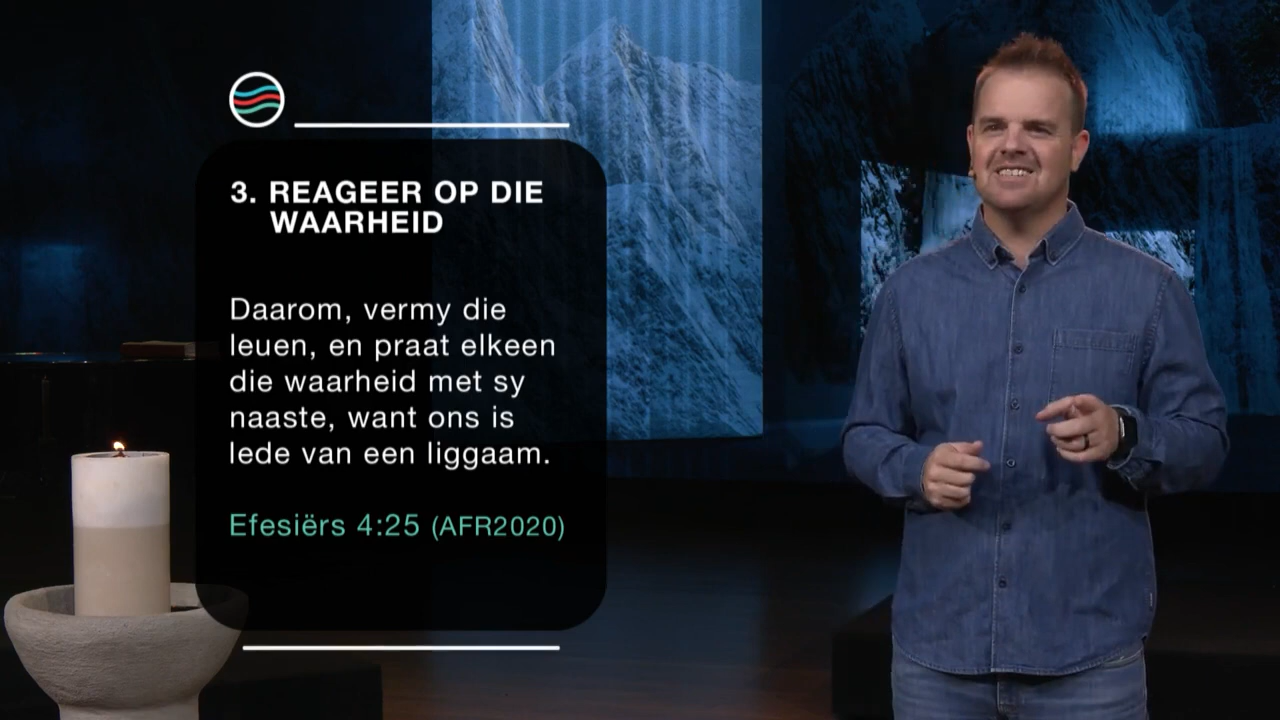 3. REAGEER OP DIE
WAARHEID
Daarom, vermy die
leuen, en praat elkeen
die waarheid met sy
naaste, want ons is
lede van een liggaam.
Efesiërs 4:25 (AFR2020)